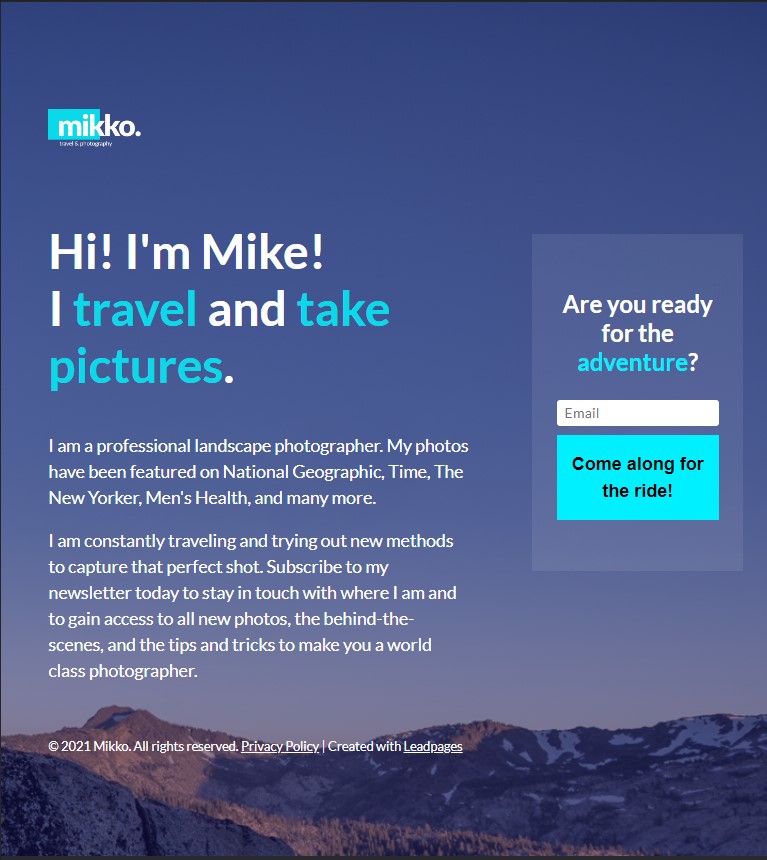 mikko.
travel & photography
Hi! I'm Mike!
I travel and take
pictures.
I am a professional landscape photographer. My photos
have been featured on National Geographic, Time, The
New Yorker, Men's Health, and many more.
I am constantly traveling and trying out new methods
to capture that perfect shot. Subscribe to my
newsletter today to stay in touch with where I am and
to gain access to all new photos, the behind-the-
scenes, and the tips and tricks to make you a world
class photographer.
Are you ready
for the
adventure?
Email
Come along for
the ride!
© 2021 Mikko. All rights reserved. Privacy Policy | Created with Leadpages